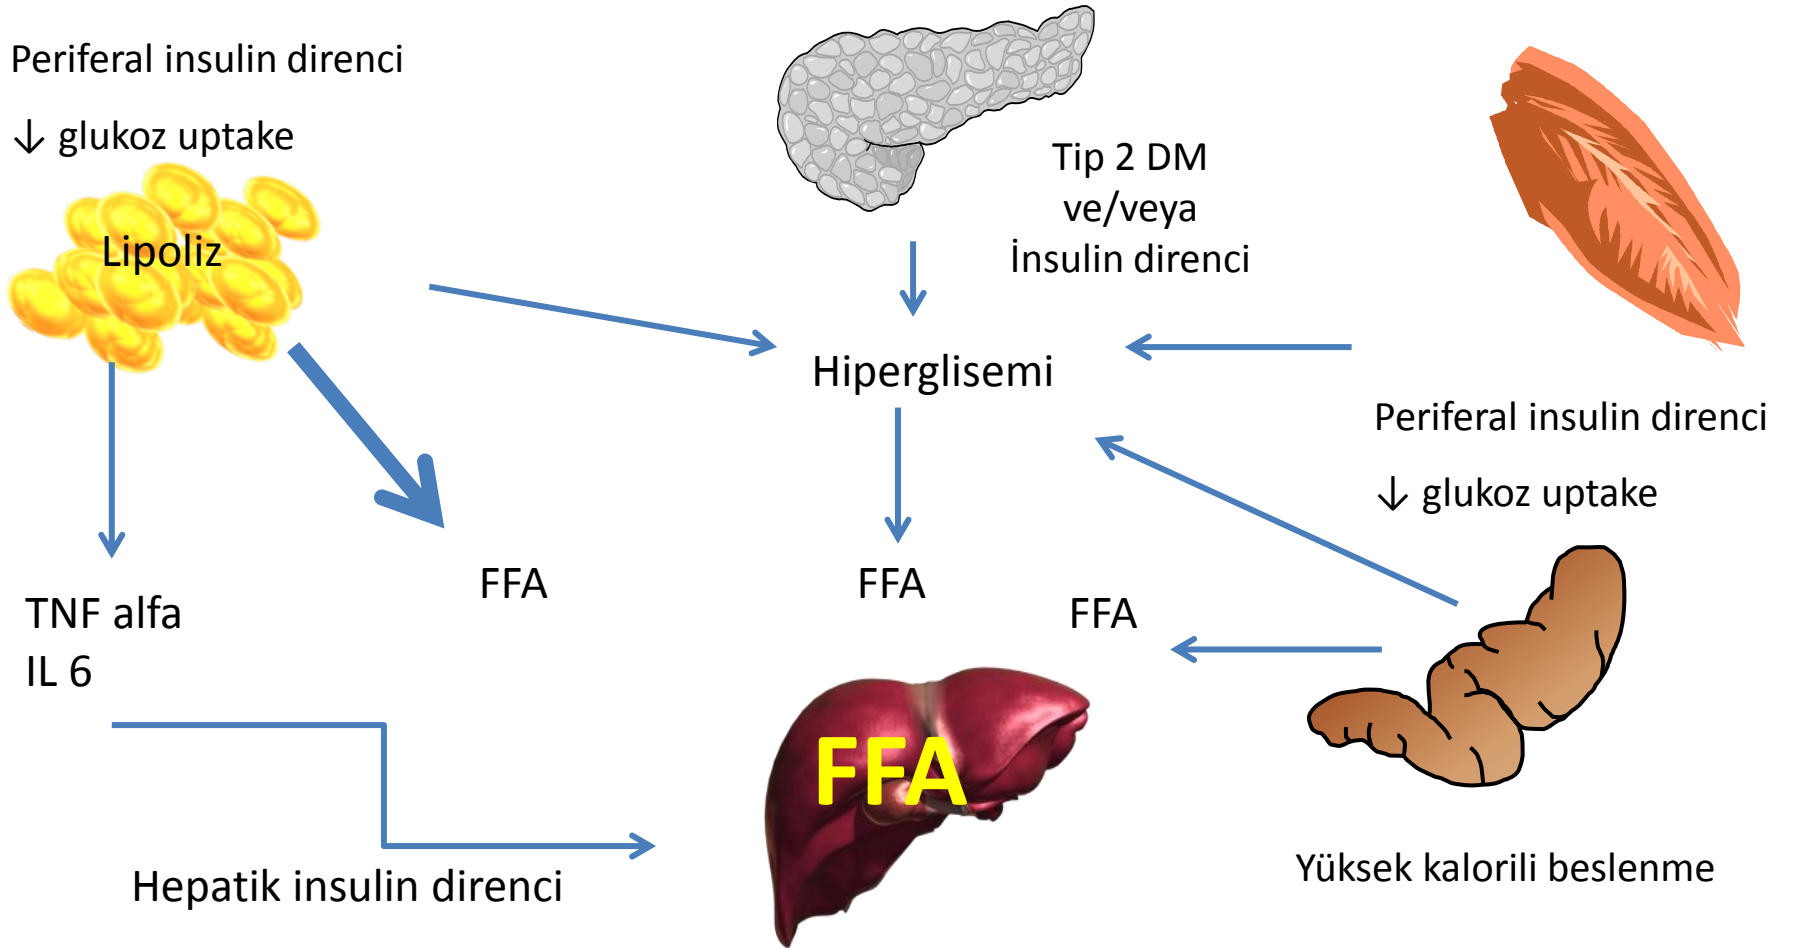 Periferal insulin direnci
↓ glukoz uptake
Lipoliz
Tip 2 DM
ve/veya
İnsulin direnci
Hiperglisemi
Periferal insulin direnci
↓ glukoz uptake
FFA
FFA
FFA
TNF alfa
IL 6
FFA
Hepatik insulin direnci
Yüksek kalorili beslenme